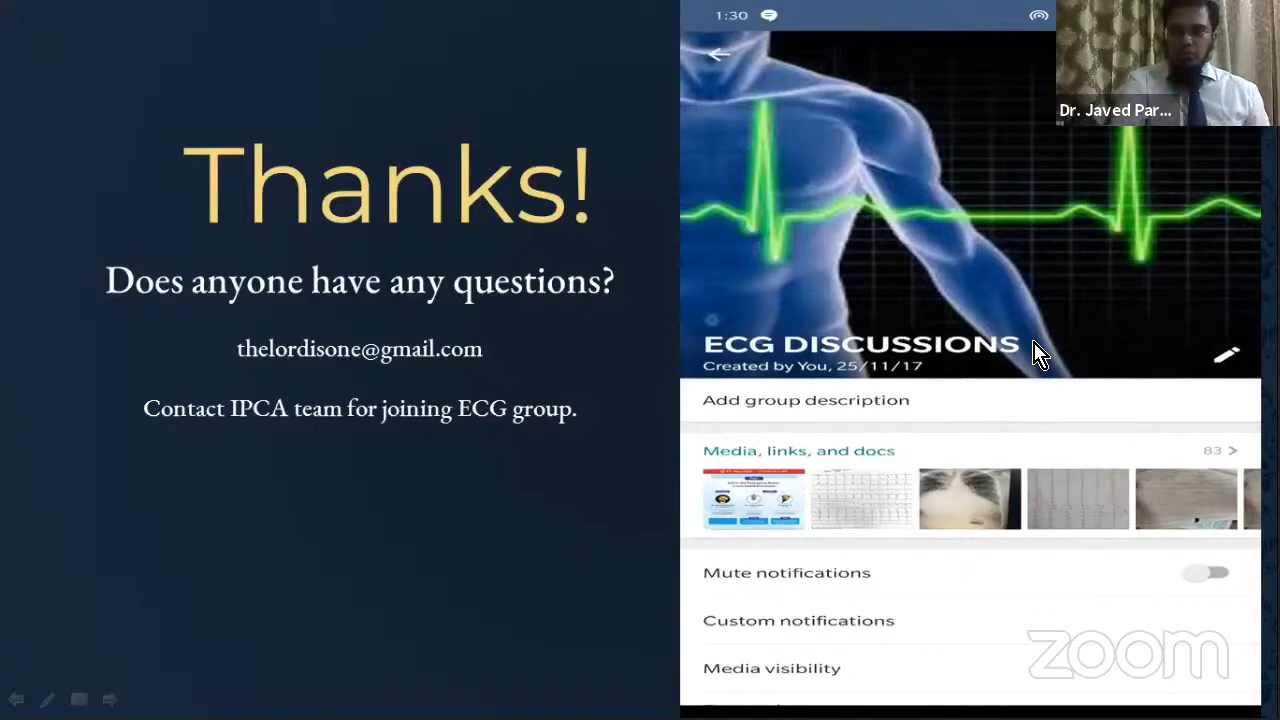 Thanks!
Does anyone have any questions?
thelordisone@gmail.com
Contact IPCA team for joining ECG group.
1:30
Dr. Javed Par...
ECG DISCUSSIONS
Created by You, 25/11/17
Add group description
Media, links, and docs
83
Mute notifications
Custom notifications
Media visibility
zoom